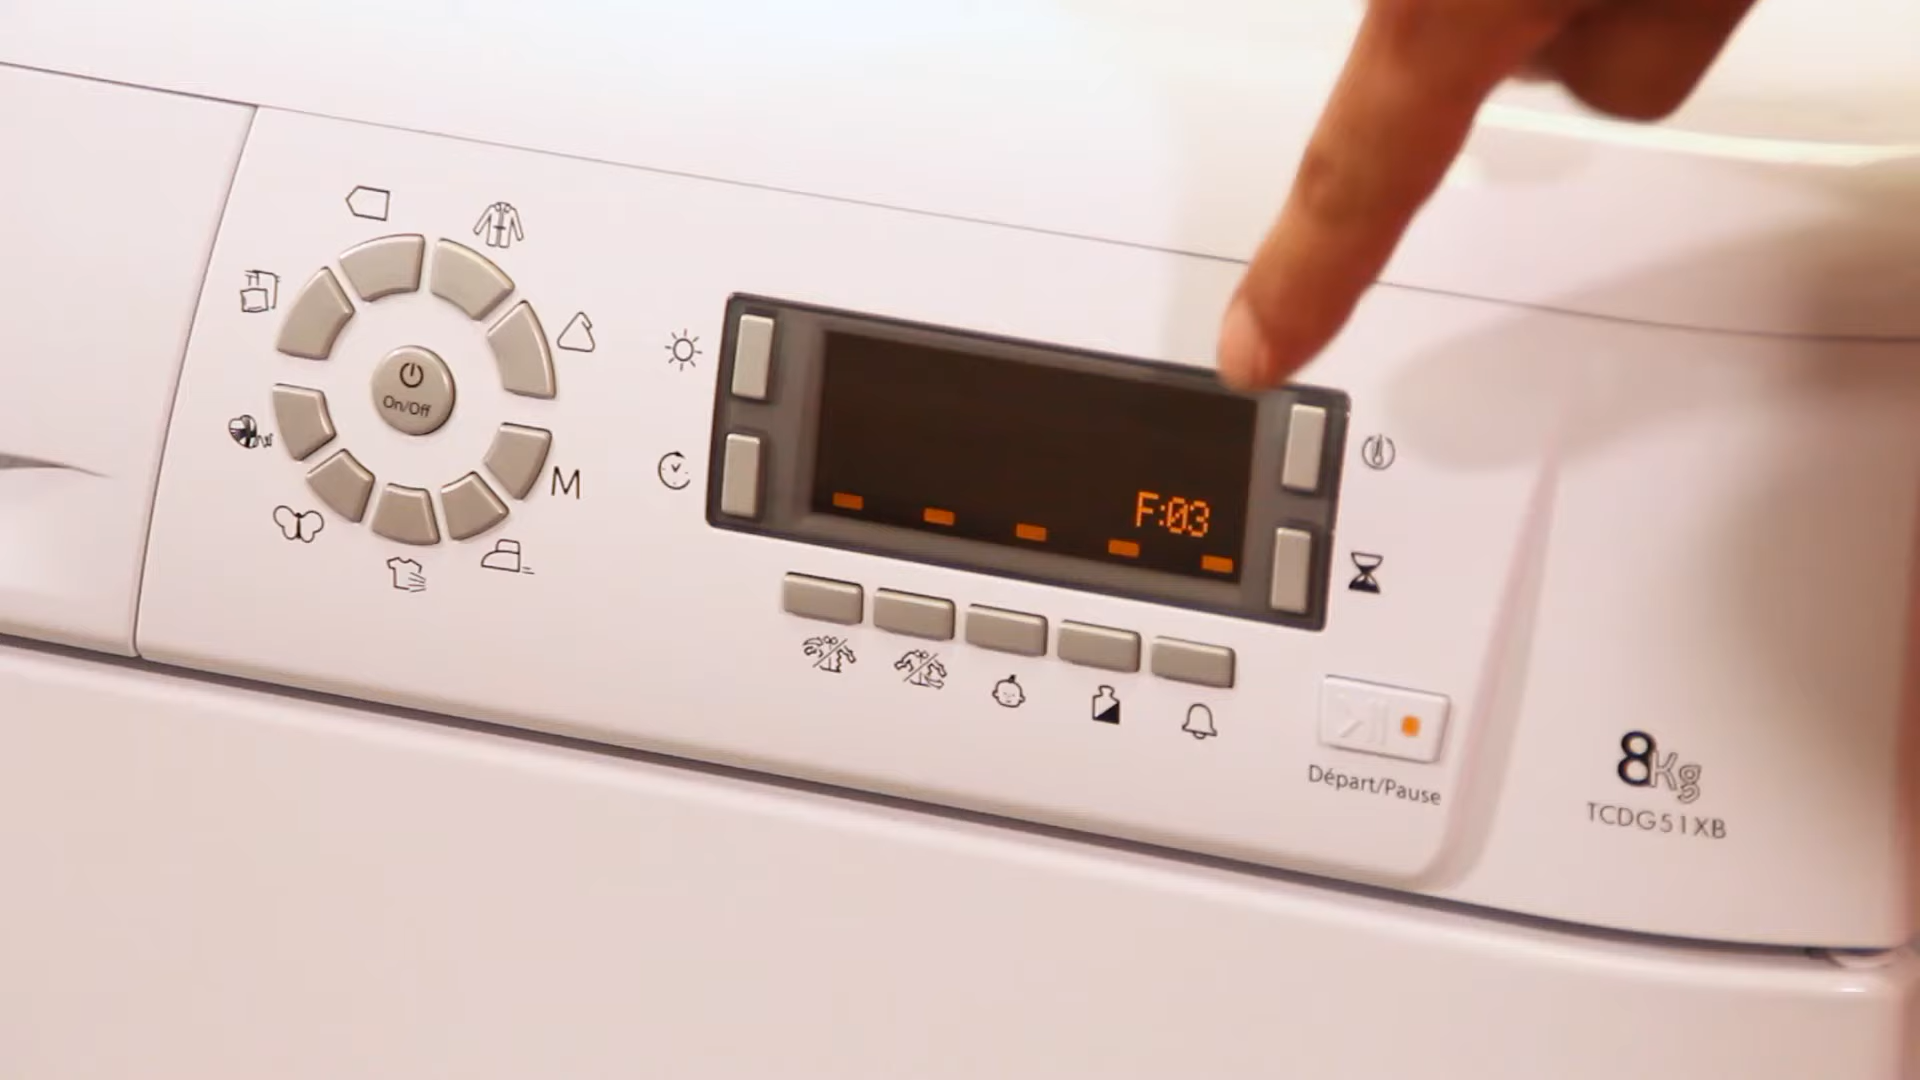 On/Off
M
F:03
Départ/Pause
8Kg
TCDG51XB